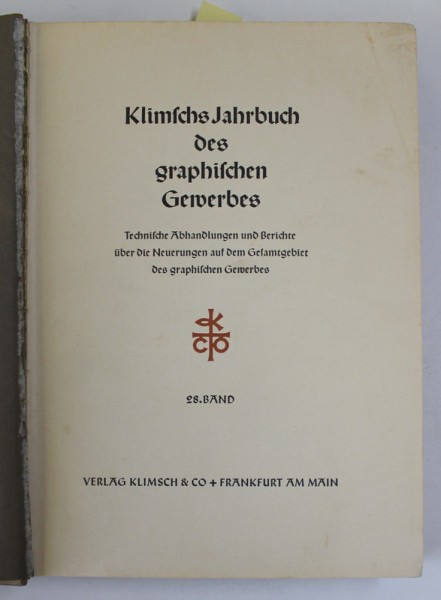 Klimſchs Jahrbuch
des
graphiſchen
Gewerbes
Techniſche Abhandlungen und Berichte
über die Neuerungen auf dem Geſamtgebiet
des graphiſchen Gewerbes
K
CO
28. BAND
VERLAG KLIMSCH & CO + FRANKFURT AM MAIN